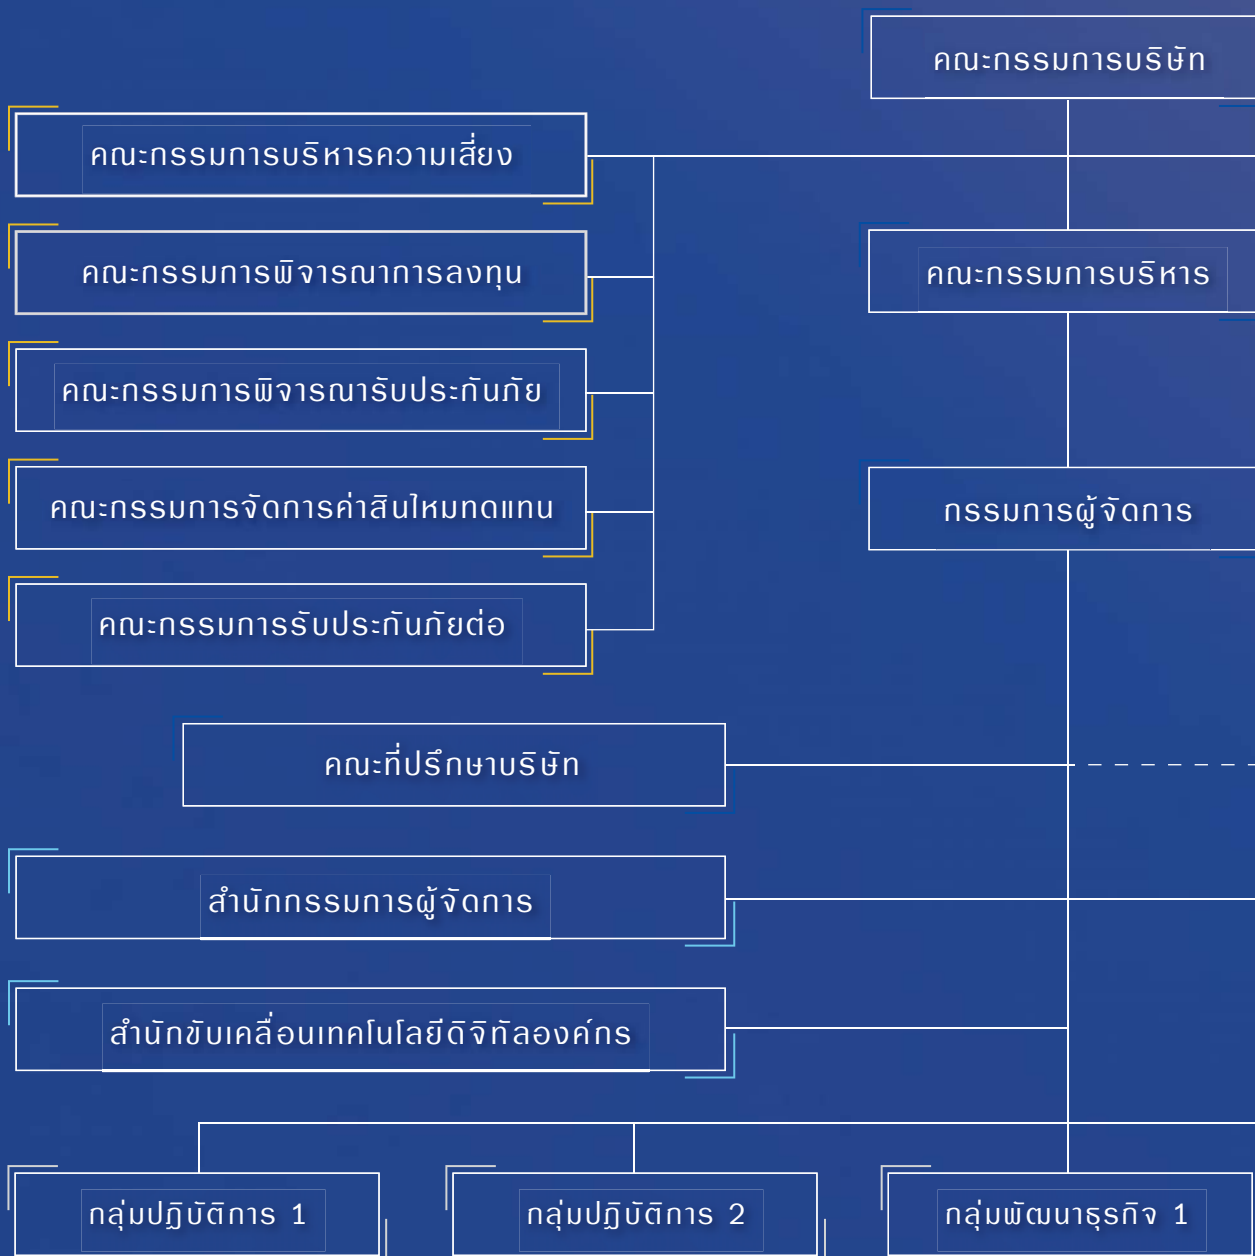 คณะกรรมการบริษัท
คณะกรรมการบริหารความเสี่ยง
คณะกรรมการพิจารณาการลงทุน
คณะกรรมการบริหาร
คณะกรรมการพิจารณารับประกันภัย
คณะกรรมการจัดการค่าสินไหมทดแทน
กรรมการผู้จัดการ
คณะกรรมการรับประกันภัยต่อ
คณะที่ปรึกษาบริษัท
สำนักกรรมการผู้จัดการ
สำนักขับเคลื่อนเทคโนโลยีดิจิทัลองค์กร
กลุ่มปฏิบัติการ 1
กลุ่มปฏิบัติการ 2
กลุ่มพัฒนาธุรกิจ 1